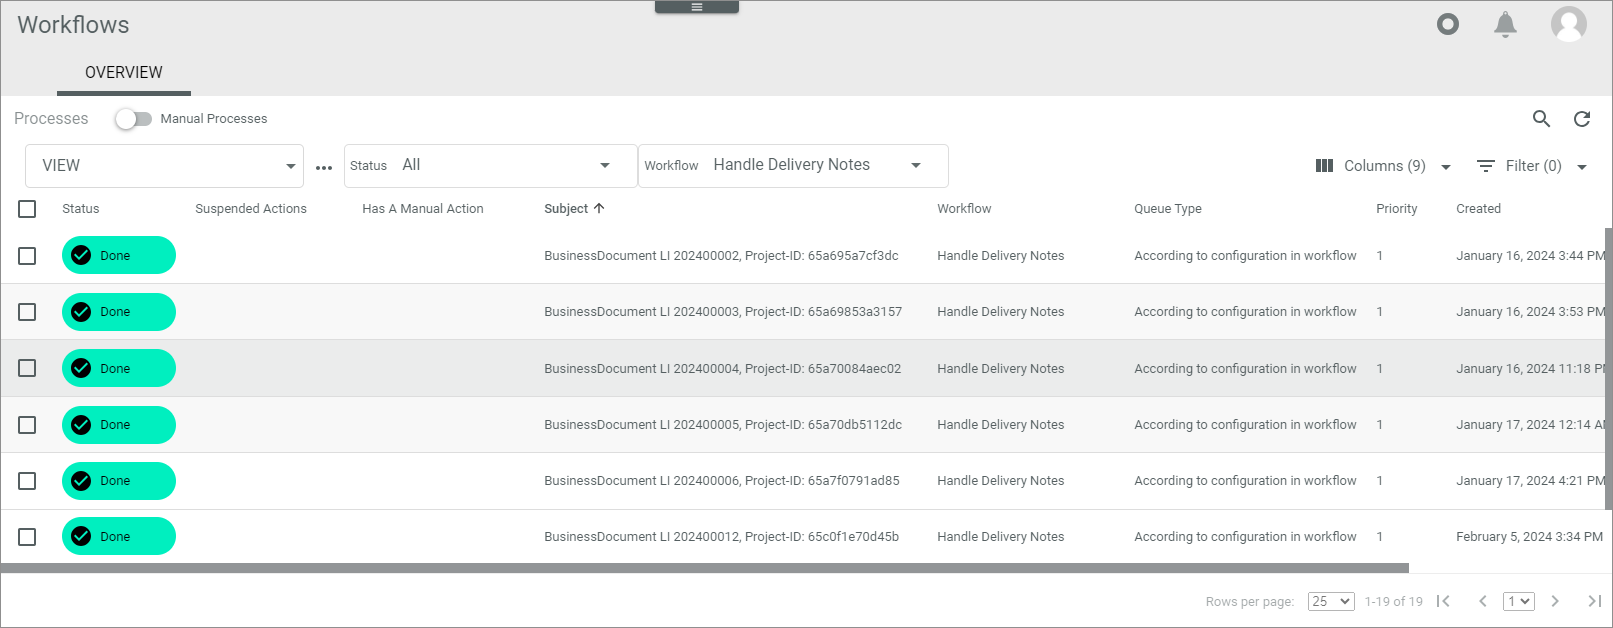 Workflows
OVERVIEW
Processes Manual Processes
VIEW ... Status All Workflow Handle Delivery Notes Columns (9) Filter (0)
Status Suspended Actions Has A Manual Action Subject Workflow Queue Type Priority Created
Done BusinessDocument LI 202400002, Project-ID: 65a695a7cf3dc Handle Delivery Notes According to configuration in workflow 1 January 16, 2024 3:44 PM
Done BusinessDocument LI 202400003, Project-ID: 65a69853a3157 Handle Delivery Notes According to configuration in workflow 1 January 16, 2024 3:53 PM
Done BusinessDocument LI 202400004, Project-ID: 65a70084aec02 Handle Delivery Notes According to configuration in workflow 1 January 16, 2024 11:18 PM
Done BusinessDocument LI 202400005, Project-ID: 65a70db5112dc Handle Delivery Notes According to configuration in workflow 1 January 17, 2024 12:14 AM
Done BusinessDocument LI 202400006, Project-ID: 65a7f0791ad85 Handle Delivery Notes According to configuration in workflow 1 January 17, 2024 4:21 PM
Done BusinessDocument LI 202400012, Project-ID: 65c0f1e70d45b Handle Delivery Notes According to configuration in workflow 1 February 5, 2024 3:34 PM
Rows per page: 25 1-19 of 19 1